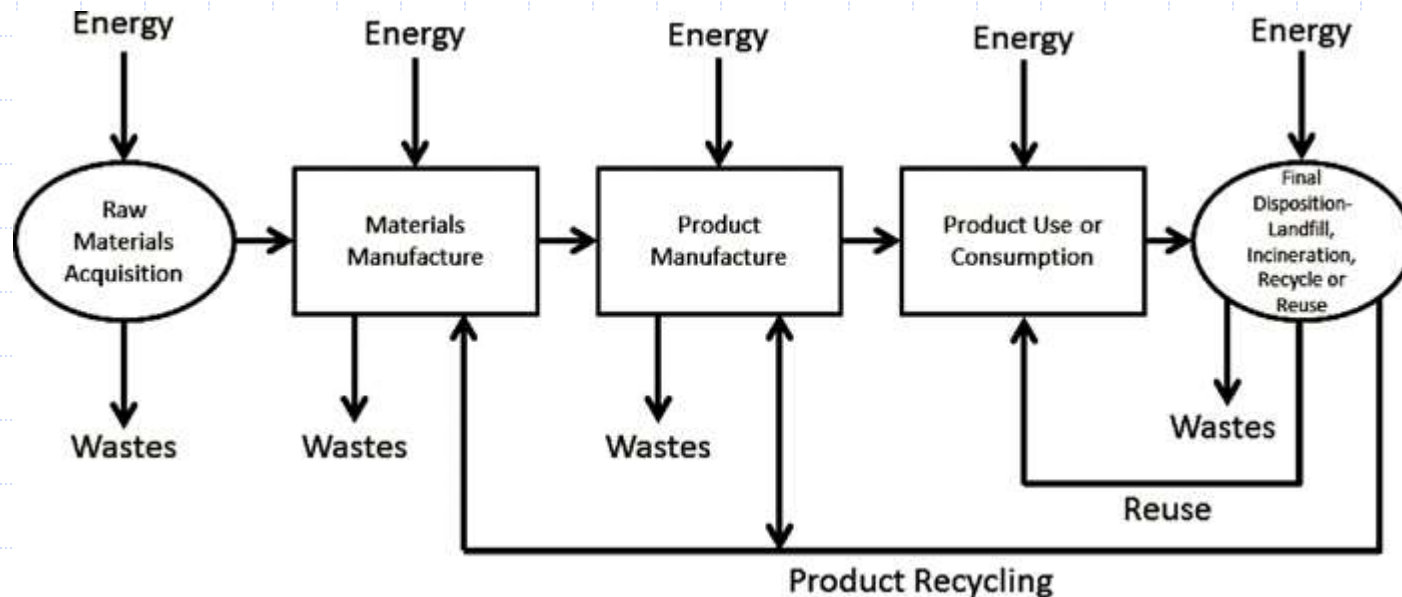 Energy
Energy
Energy
Energy
Energy
Raw
Materials
Acquisition
Materials
Manufacture
Product
Manufacture
Product Use or
Consumption
Final
Disposition-
Landfill,
Incineration,
Recycle or
Reuse
Wastes
Wastes
Wastes
Wastes
Reuse
Product Recycling